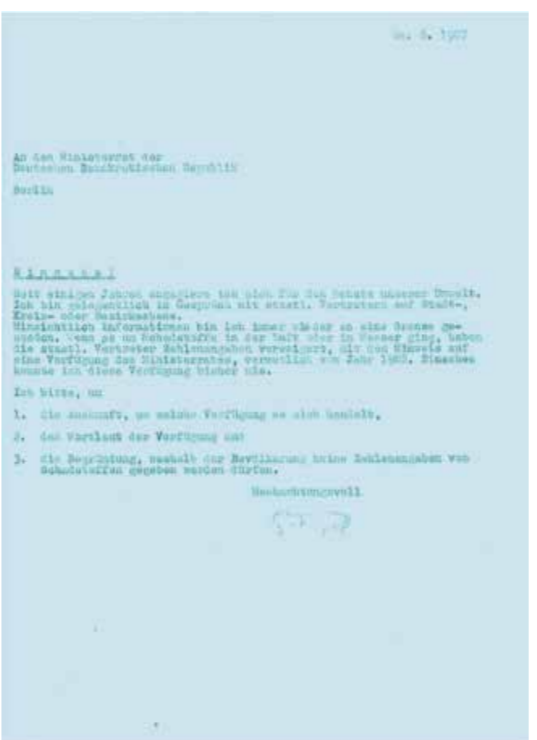 6. 1987
An den Ministerrat der
Deutschen Demokratischen Republik
Berlin
Eingabe!
Seit einigen Jahren engagiere ich mich für den Schutz unserer Umwelt.
Ich bin gelegentlich im Gespräch mit staatl. Vertretern auf Stadt-,
Kreis- oder Bezirksebene.
Hinsichtlich Informationen bin ich immer wieder an eine Grenze ge-
Wenn es um Schadstoffe in der Luft oder im Wasser ging, haben
die staatl. Vertreter Zahlenangaben verweigert, mit dem Hinweis auf
eine Verfügung des Ministerrates, vermutlich vom Jahr Einsehen
konnte ich diese Verfügung bisher nie.
Ich bitte, um
1. die Auskunft, um welche Verfügung es sich handelt,
2. den Wortlaut der Verfügung und
3. die Begründung, weshalb der Bevölkerung keine Zahlenangaben von
Schadstoffen gegeben werden dürfen.
Hochachtungsvoll